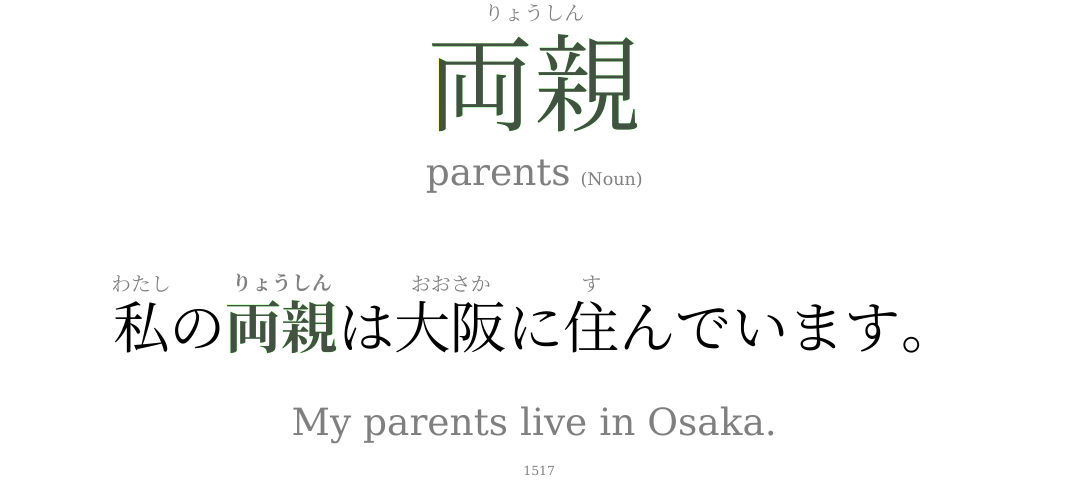 りょうしん
両親
parents (Noun)
わたし りょうしん おおさか す
私の両親は大阪に住んでいます。
My parents live in Osaka.
1517